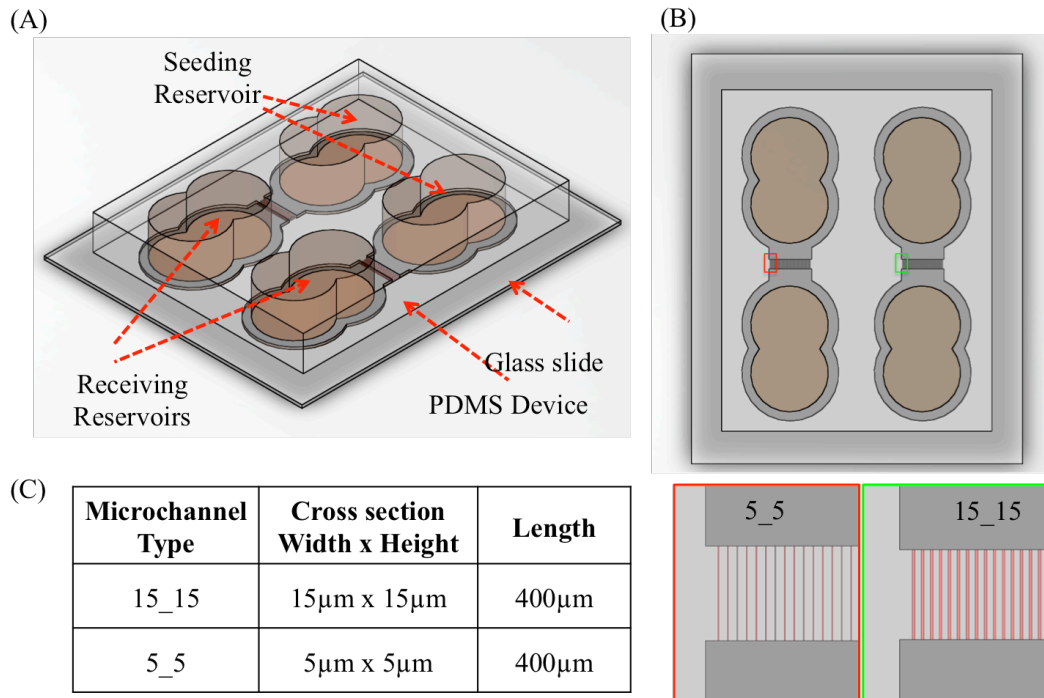 (A)
Seeding
Reservoir
Receiving
Reservoirs
Glass slide
PDMS Device
(B)
5_5
15_15
(C)
Microchannel Type
Cross section Width x Height
Length
15_15
15µm x 15µm
400µm
5_5
5µm x 5µm
400µm